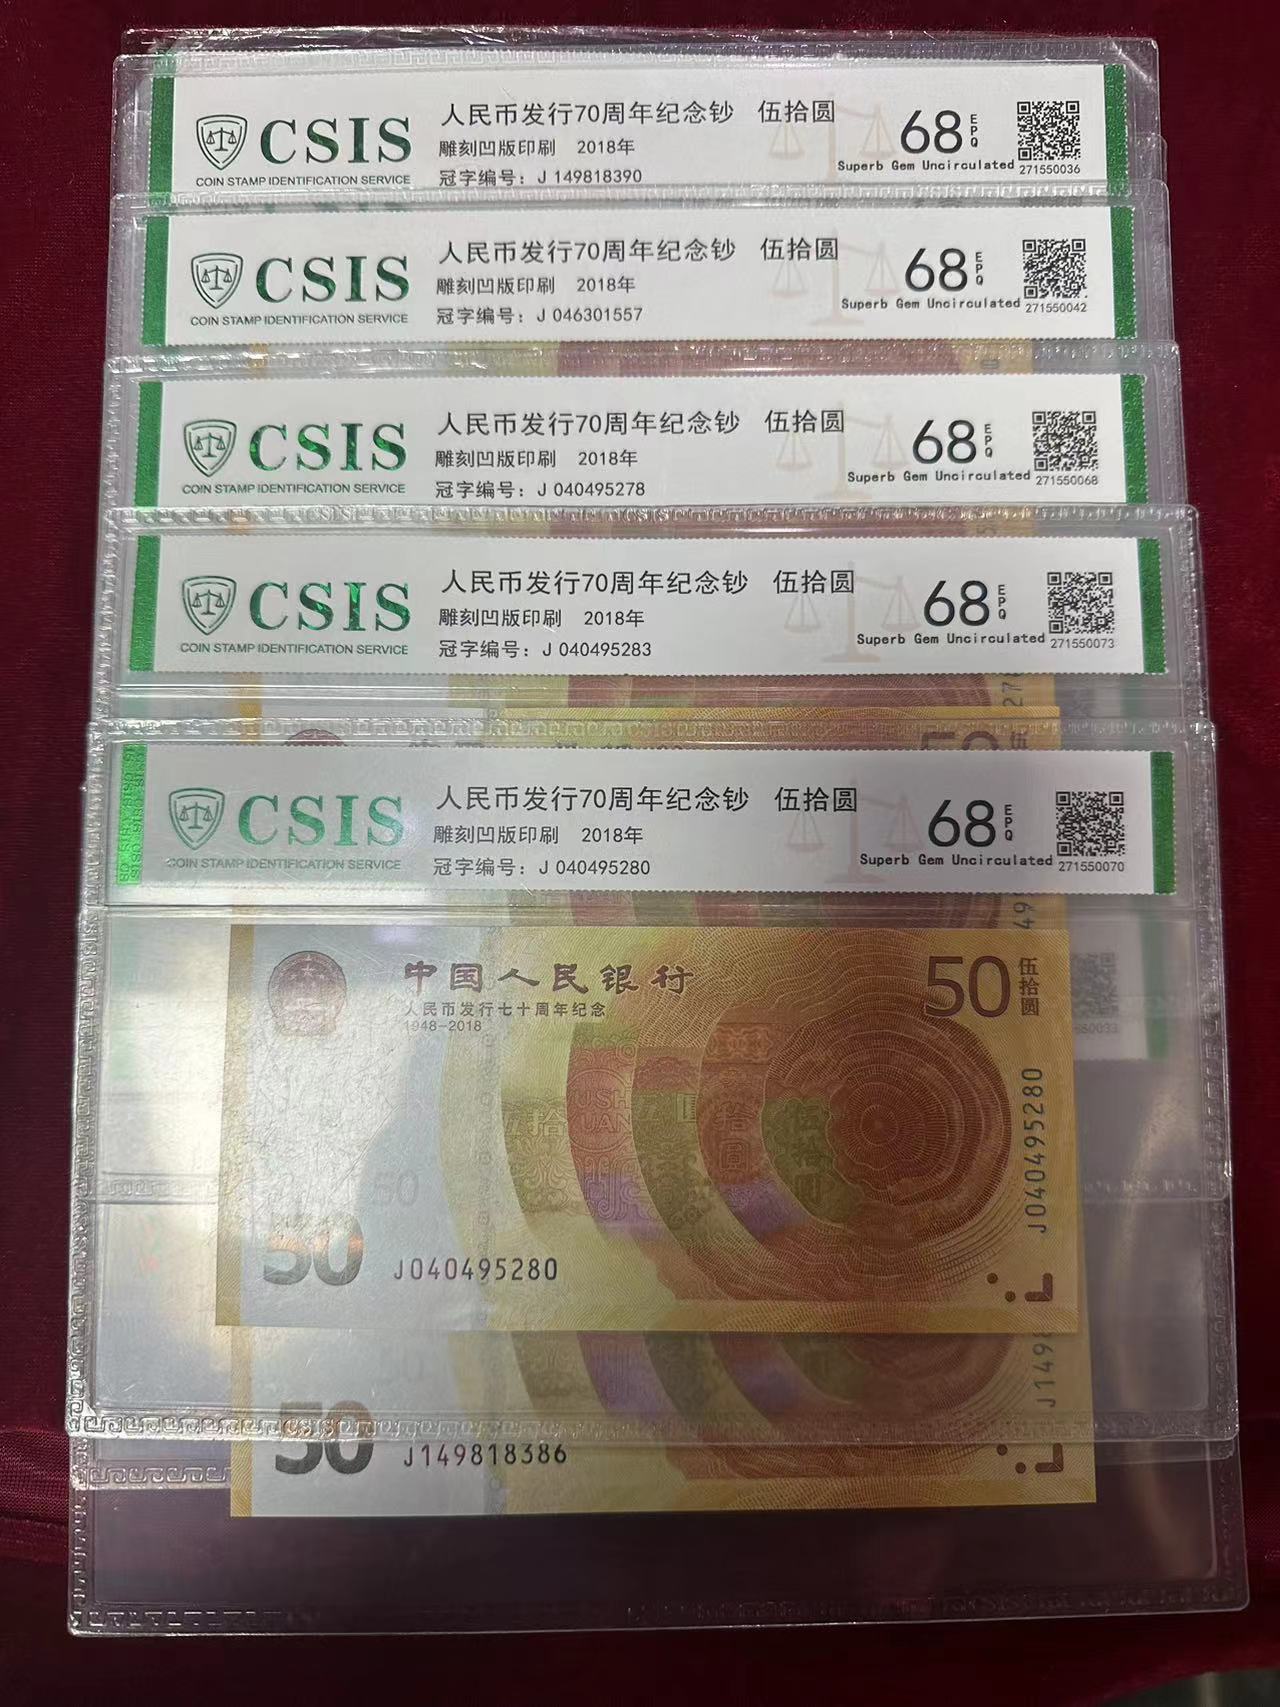 CSIS
COIN STAMP IDENTIFICATION SERVICE
人民币发行70周年纪念钞 伍拾圆
雕刻凹版印刷 2018年
冠字编号：J 149818390
68 EPQ
Superb Gem Uncirculated
271550036
CSIS
COIN STAMP IDENTIFICATION SERVICE
人民币发行70周年纪念钞 伍拾圆
雕刻凹版印刷 2018年
冠字编号：J 046301557
68 EPQ
Superb Gem Uncirculated
271550042
CSIS
COIN STAMP IDENTIFICATION SERVICE
人民币发行70周年纪念钞 伍拾圆
雕刻凹版印刷 2018年
冠字编号：J 040495278
68 EPQ
Superb Gem Uncirculated
271550068
CSIS
COIN STAMP IDENTIFICATION SERVICE
人民币发行70周年纪念钞 伍拾圆
雕刻凹版印刷 2018年
冠字编号：J 040495283
68 EPQ
Superb Gem Uncirculated
271550073
CSIS
COIN STAMP IDENTIFICATION SERVICE
人民币发行70周年纪念钞 伍拾圆
雕刻凹版印刷 2018年
冠字编号：J 040495280
68 EPQ
Superb Gem Uncirculated
271550070
中国人民银行
人民币发行七十周年纪念
1948-2018
50 伍拾圆
J040495280
50
50
J040495280
50
J149818386